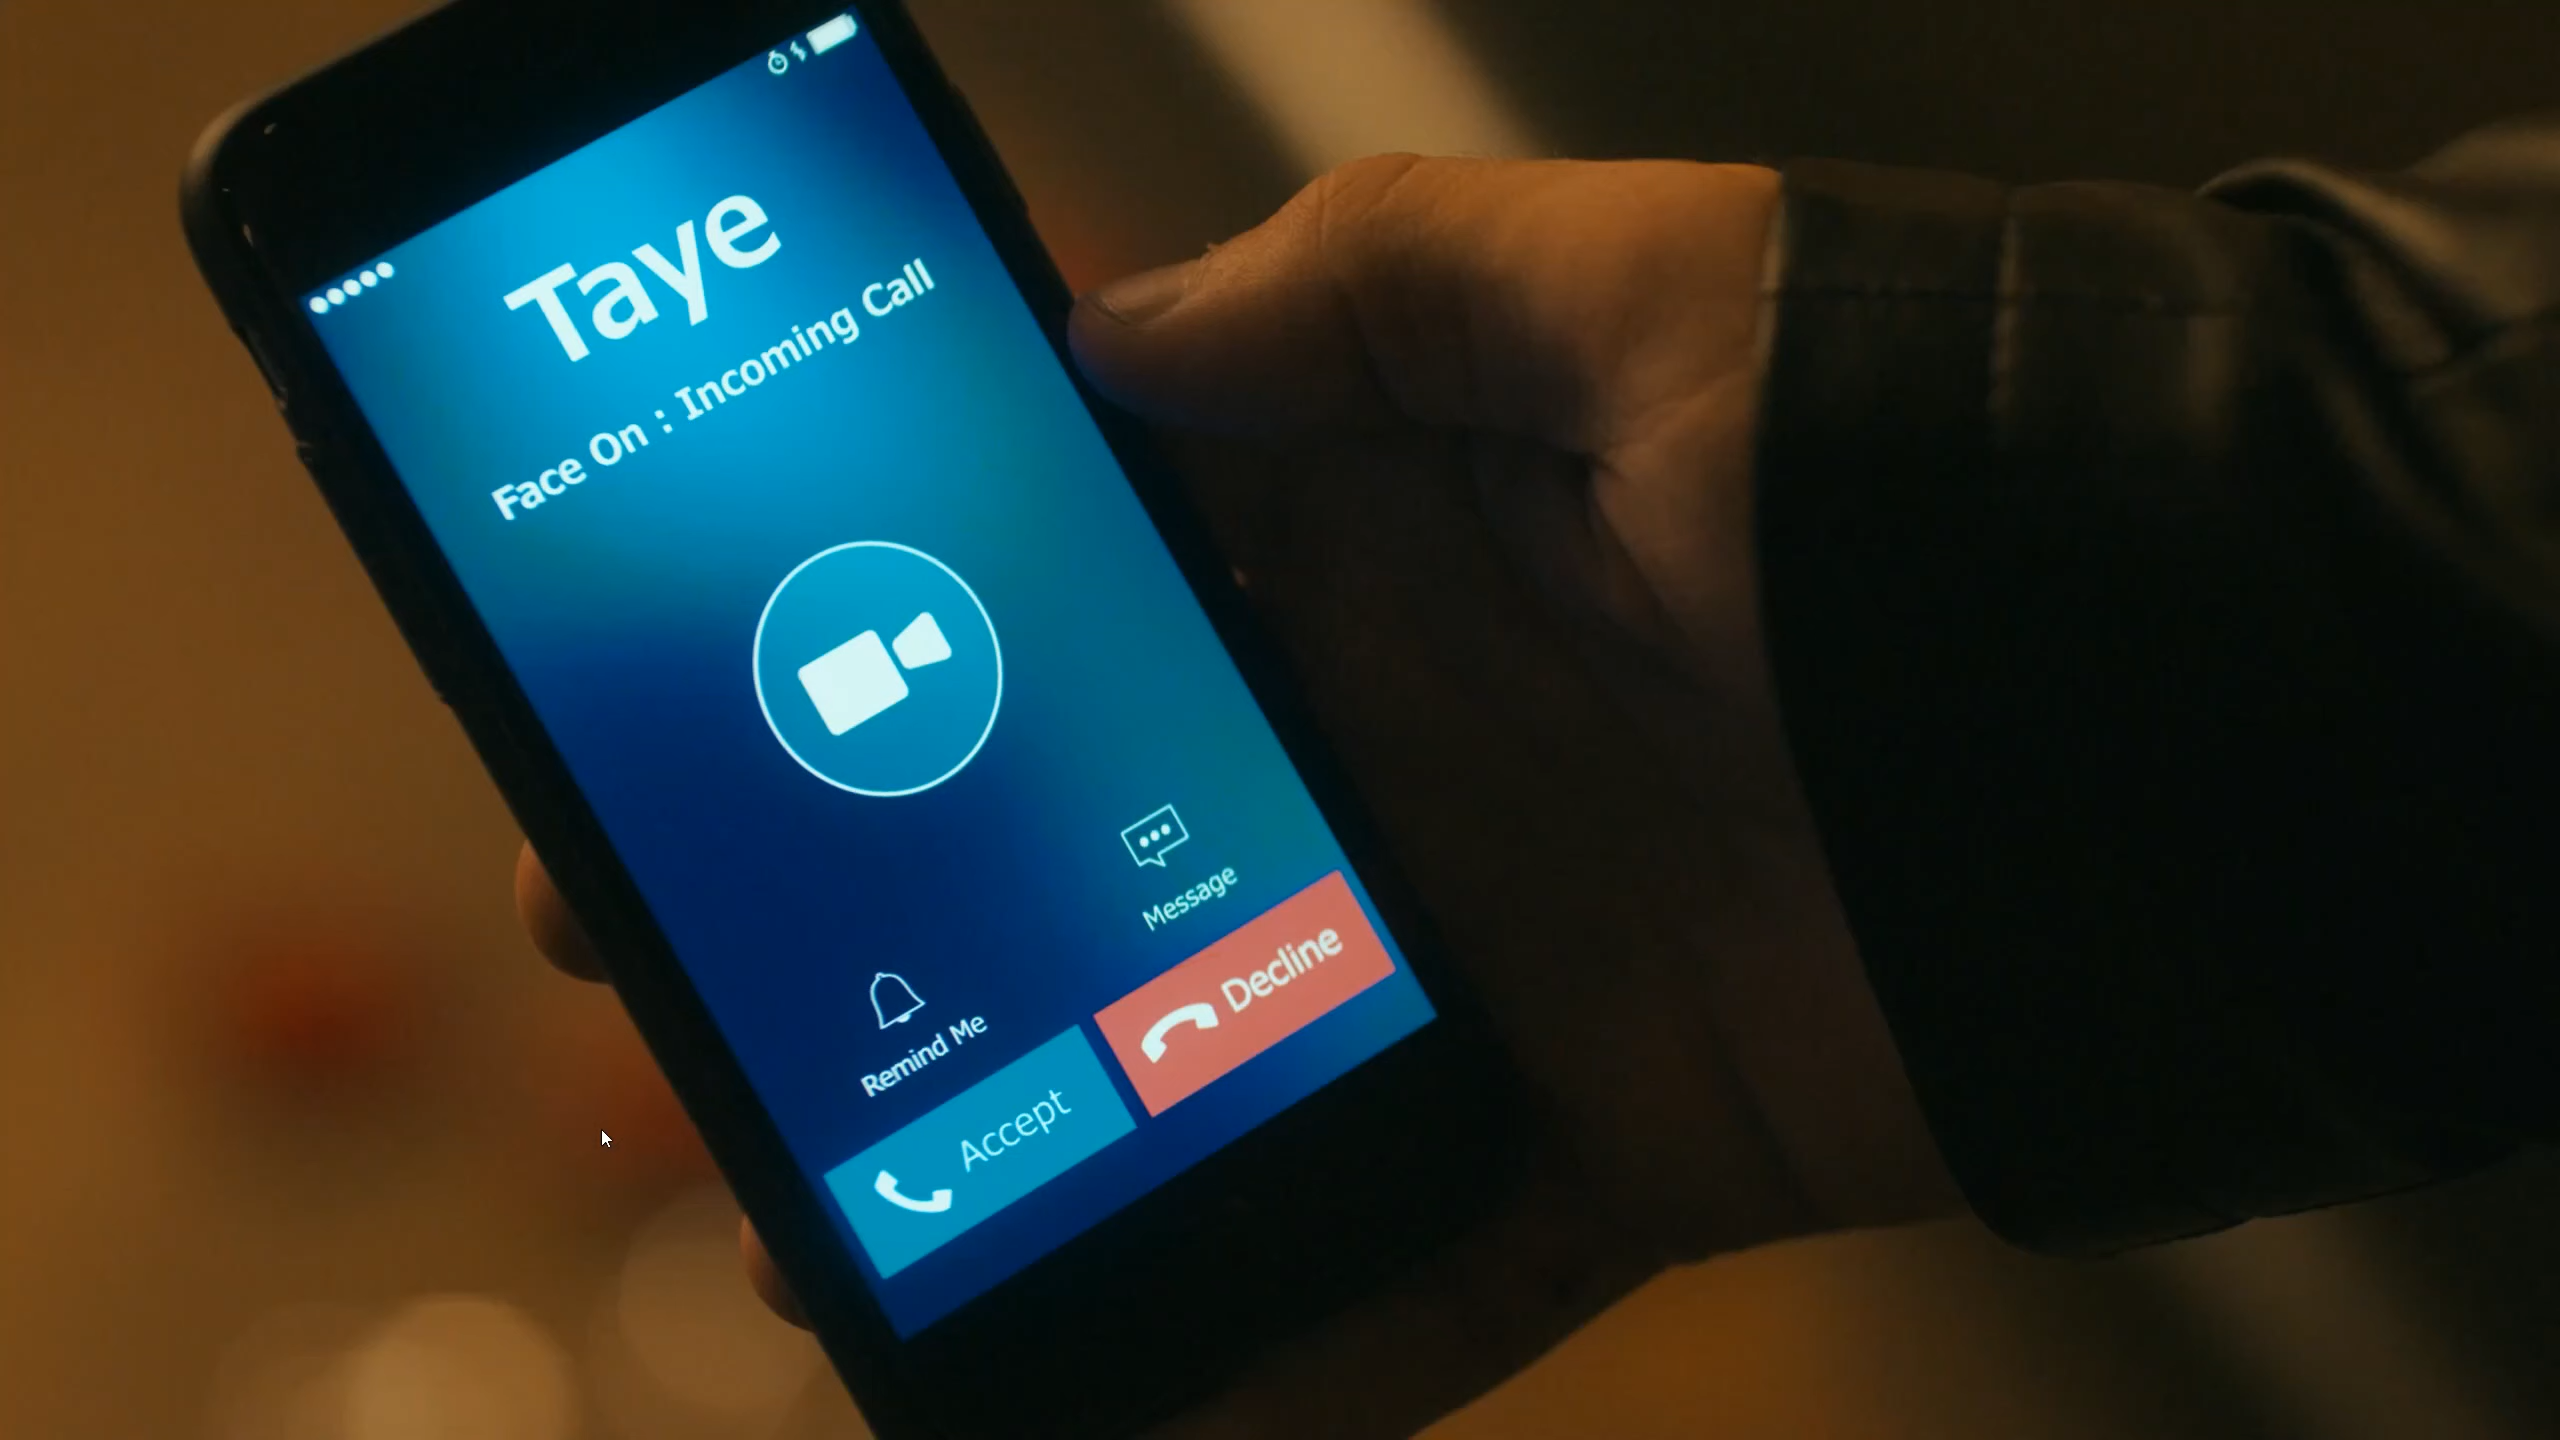 Taye
Face On : Incoming Call
Message
Remind Me
Decline
Accept